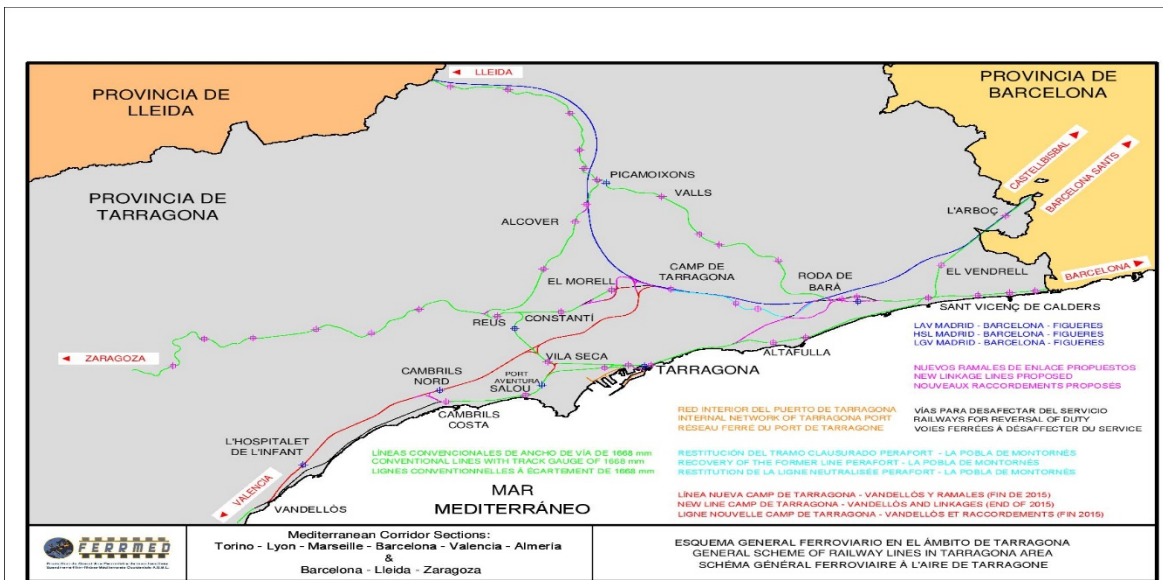 LLEIDA
PROVINCIA DE
LLEIDA
PROVINCIA DE
BARCELONA
PROVINCIA DE
TARRAGONA
PICAMOIXONS
VALLS
CASTELLBISBAL
BARCELONA SANTS
ALCOVER
L'ARBOÇ
CAMP DE
TARRAGONA
EL MORELL
RODA DE
BARÀ
EL VENDRELL
BARCELONA
SANT VICENÇ DE CALDERS
REUS
CONSTANTÍ
ZARAGOZA
VILA SECA
ALTAFULLA
TARRAGONA
CAMBRILS
NORD
PORT
AVENTURA
SALOU
CAMBRILS
COSTA
L'HOSPITALET
DE L'INFANT
VALENCIA
VANDELLÒS
MAR
MEDITERRÁNEO
LAV MADRID - BARCELONA - FIGUERES
HSL MADRID - BARCELONA - FIGUERES
LGV MADRID - BARCELONA - FIGUERES
NUEVOS RAMALES DE ENLACE PROPUESTOS
NEW LINKAGE LINES PROPOSED
NOUVEAUX RACCORDEMENTS PROPOSÉS
RED INTERIOR DEL PUERTO DE TARRAGONA
INTERNAL NETWORK OF TARRAGONA PORT
RÉSEAU FERRÉ DU PORT DE TARRAGONE
VÍAS PARA DESAFECTAR DEL SERVICIO
RAILWAYS FOR REVERSAL OF DUTY
VOIES FERRÉES À DÉSAFFECTER DU SERVICE
LÍNEAS CONVENCIONALES DE ANCHO DE VÍA DE 1668 mm
CONVENTIONAL LINES WITH TRACK GAUGE OF 1668 mm
LIGNES CONVENTIONNELLES À ÉCARTEMENT DE 1668 mm
RESTITUCIÓN DEL TRAMO CLAUSURADO PERAFORT - LA POBLA DE MONTORNÉS
RECOVERY OF THE FORMER LINE PERAFORT - LA POBLA DE MONTORNÉS
RESTITUTION DE LA LIGNE NEUTRALISÉE PERAFORT - LA POBLA DE MONTORNÉS
LÍNEA NUEVA CAMP DE TARRAGONA - VANDELLÒS Y RAMALES (FIN DE 2015)
NEW LINE CAMP DE TARRAGONA - VANDELLÒS AND LINKAGES (END OF 2015)
LIGNE NOUVELLE CAMP DE TARRAGONA - VANDELLÒS ET RACCORDEMENTS (FIN 2015)
FERRMED
Mediterranean Corridor Sections:
Torino - Lyon - Marseille - Barcelona - Valencia - Almería
&
Barcelona - Lleida - Zaragoza
ESQUEMA GENERAL FERROVIARIO EN EL ÁMBITO DE TARRAGONA
GENERAL SCHEME OF RAILWAY LINES IN TARRAGONA AREA
SCHÉMA GÉNÉRAL FERROVIAIRE À L'AIRE DE TARRAGONE